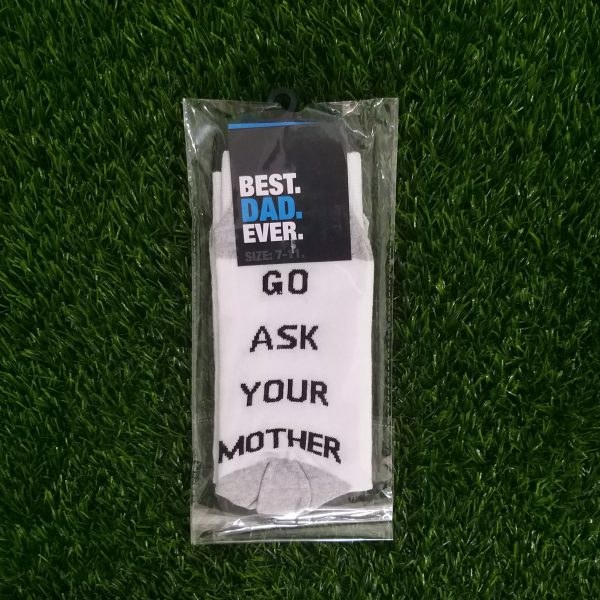 BEST.
DAD.
EVER.
SIZE: 7-11.
GO
ASK
YOUR
MOTHER